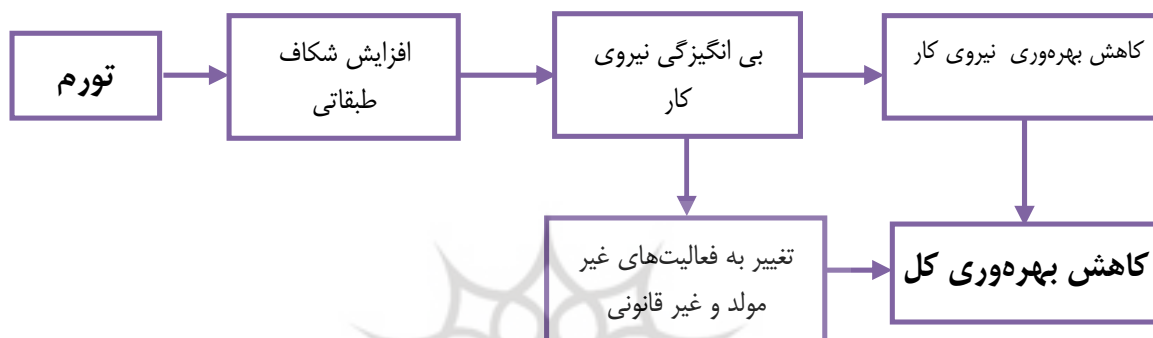 تورم
افزایش شکاف
طبقاتی
بی انگیزگی نیروی
کار
کاهش بهره‌وری نیروی کار
تغییر به فعالیت‌های غیر
مولد و غیر قانونی
کاهش بهره‌وری کل